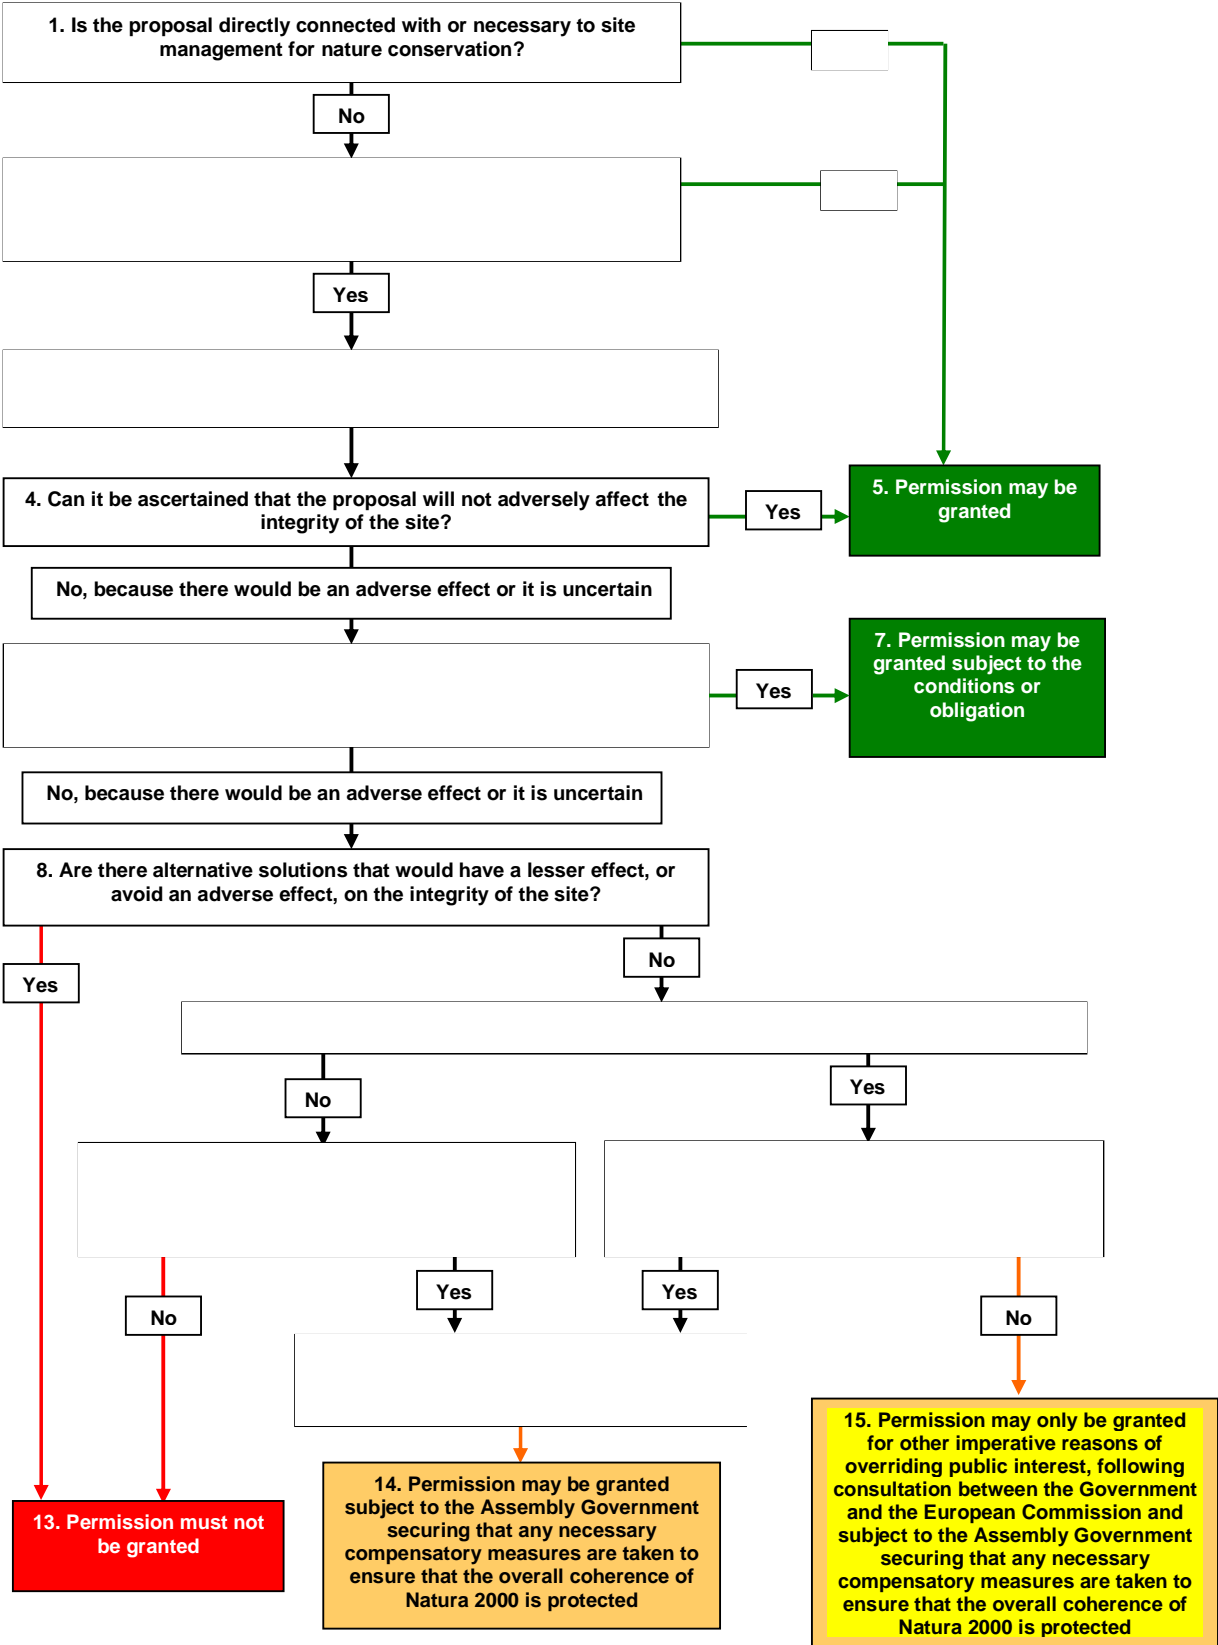 1. Is the proposal directly connected with or necessary to site
management for nature conservation?
No
Yes
4. Can it be ascertained that the proposal will not adversely affect the
integrity of the site?
Yes
5. Permission may be
granted
No, because there would be an adverse effect or it is uncertain
Yes
7. Permission may be
granted subject to the
conditions or
obligation
No, because there would be an adverse effect or it is uncertain
8. Are there alternative solutions that would have a lesser effect, or
avoid an adverse effect, on the integrity of the site?
Yes
No
No
Yes
No
Yes
Yes
No
13. Permission must not
be granted
14. Permission may be granted
subject to the Assembly Government
securing that any necessary
compensatory measures are taken to
ensure that the overall coherence of
Natura 2000 is protected
15. Permission may only be granted
for other imperative reasons of
overriding public interest, following
consultation between the Government
and the European Commission and
subject to the Assembly Government
securing that any necessary
compensatory measures are taken to
ensure that the overall coherence of
Natura 2000 is protected